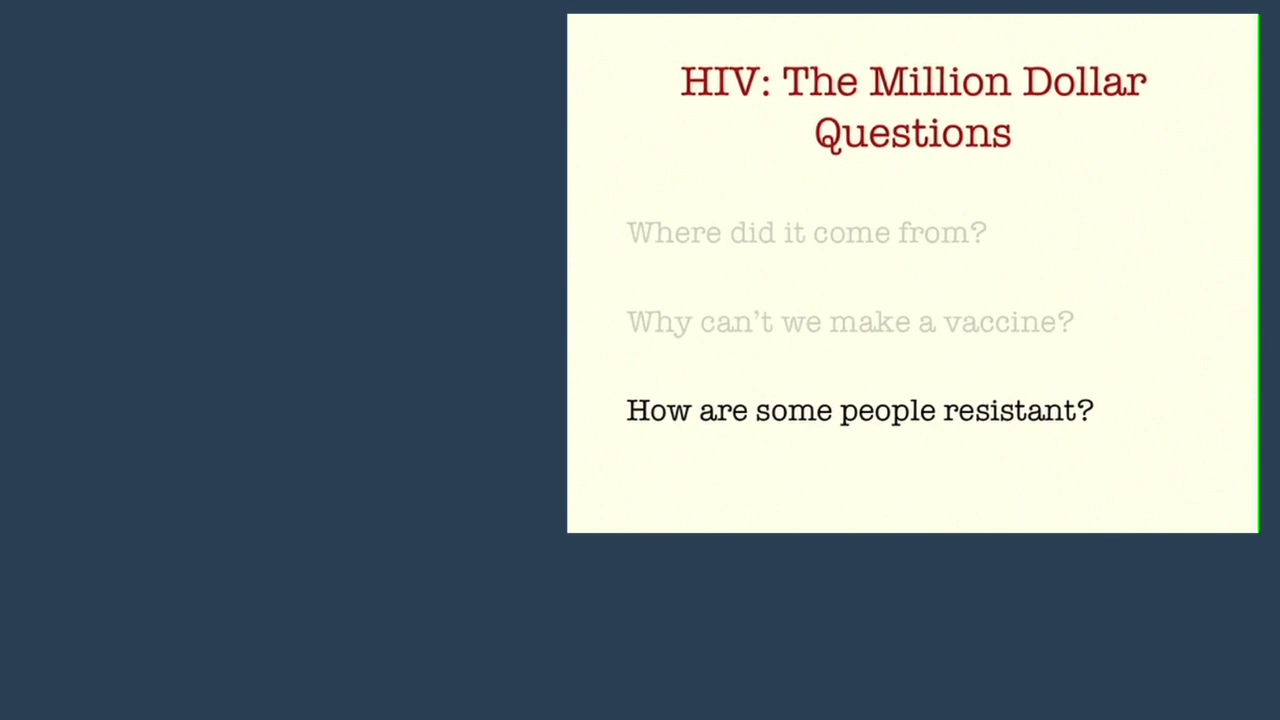 HIV: The Million Dollar
Questions
Where did it come from?
Why can't we make a vaccine?
How are some people resistant?